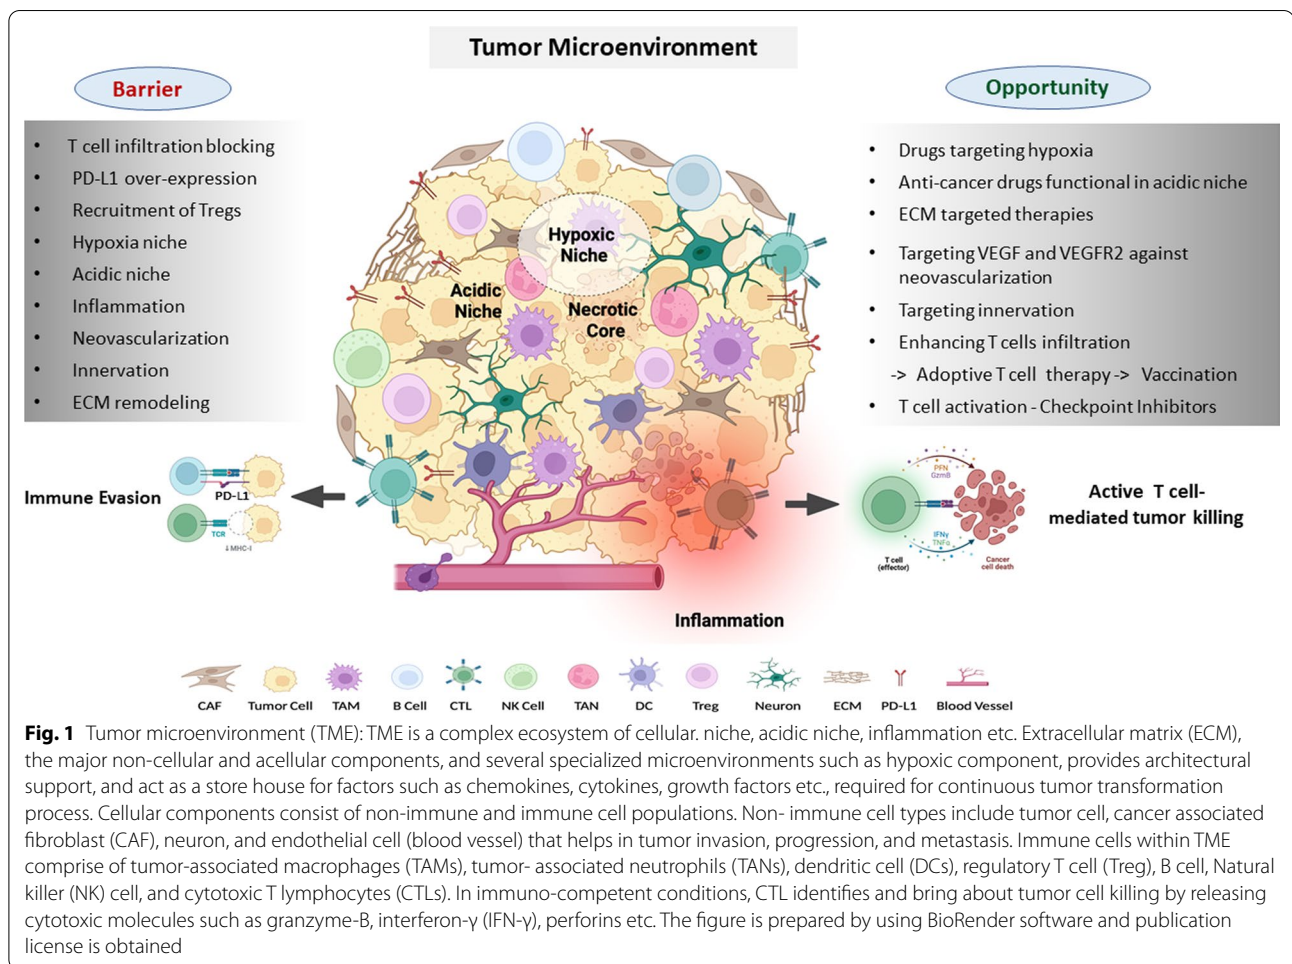 Tumor Microenvironment
Barrier
• T cell infiltration blocking
• PD-L1 over-expression
• Recruitment of Tregs
• Hypoxia niche
• Acidic niche
• Inflammation
• Neovascularization
• Innervation
• ECM remodeling
Opportunity
• Drugs targeting hypoxia
• Anti-cancer drugs functional in acidic niche
• ECM targeted therapies
• Targeting VEGF and VEGFR2 against
neovascularization
• Targeting innervation
• Enhancing T cells infiltration
-> Adoptive T cell therapy -> Vaccination
• T cell activation - Checkpoint Inhibitors
Hypoxic
Niche
Acidic
Niche
Necrotic
Core
Immune Evasion
PD-L1
TCR
↓MHC-I
Inflammation
PFN
GzmB
IFNγ
TNFα
T cell
(effector)
Cancer
cell death
Active T cell-
mediated tumor killing
CAF Tumor Cell TAM B Cell CTL NK Cell TAN DC Treg Neuron ECM PD-L1 Blood Vessel
Fig. 1 Tumor microenvironment (TME): TME is a complex ecosystem of cellular. niche, acidic niche, inflammation etc. Extracellular matrix (ECM),
the major non-cellular and acellular components, and several specialized microenvironments such as hypoxic component, provides architectural
support, and act as a store house for factors such as chemokines, cytokines, growth factors etc., required for continuous tumor transformation
process. Cellular components consist of non-immune and immune cell populations. Non- immune cell types include tumor cell, cancer associated
fibroblast (CAF), neuron, and endothelial cell (blood vessel) that helps in tumor invasion, progression, and metastasis. Immune cells within TME
comprise of tumor-associated macrophages (TAMs), tumor- associated neutrophils (TANs), dendritic cell (DCs), regulatory T cell (Treg), B cell, Natural
killer (NK) cell, and cytotoxic T lymphocytes (CTLs). In immuno-competent conditions, CTL identifies and bring about tumor cell killing by releasing
cytotoxic molecules such as granzyme-B, interferon-γ (IFN-γ), perforins etc. The figure is prepared by using BioRender software and publication
license is obtained